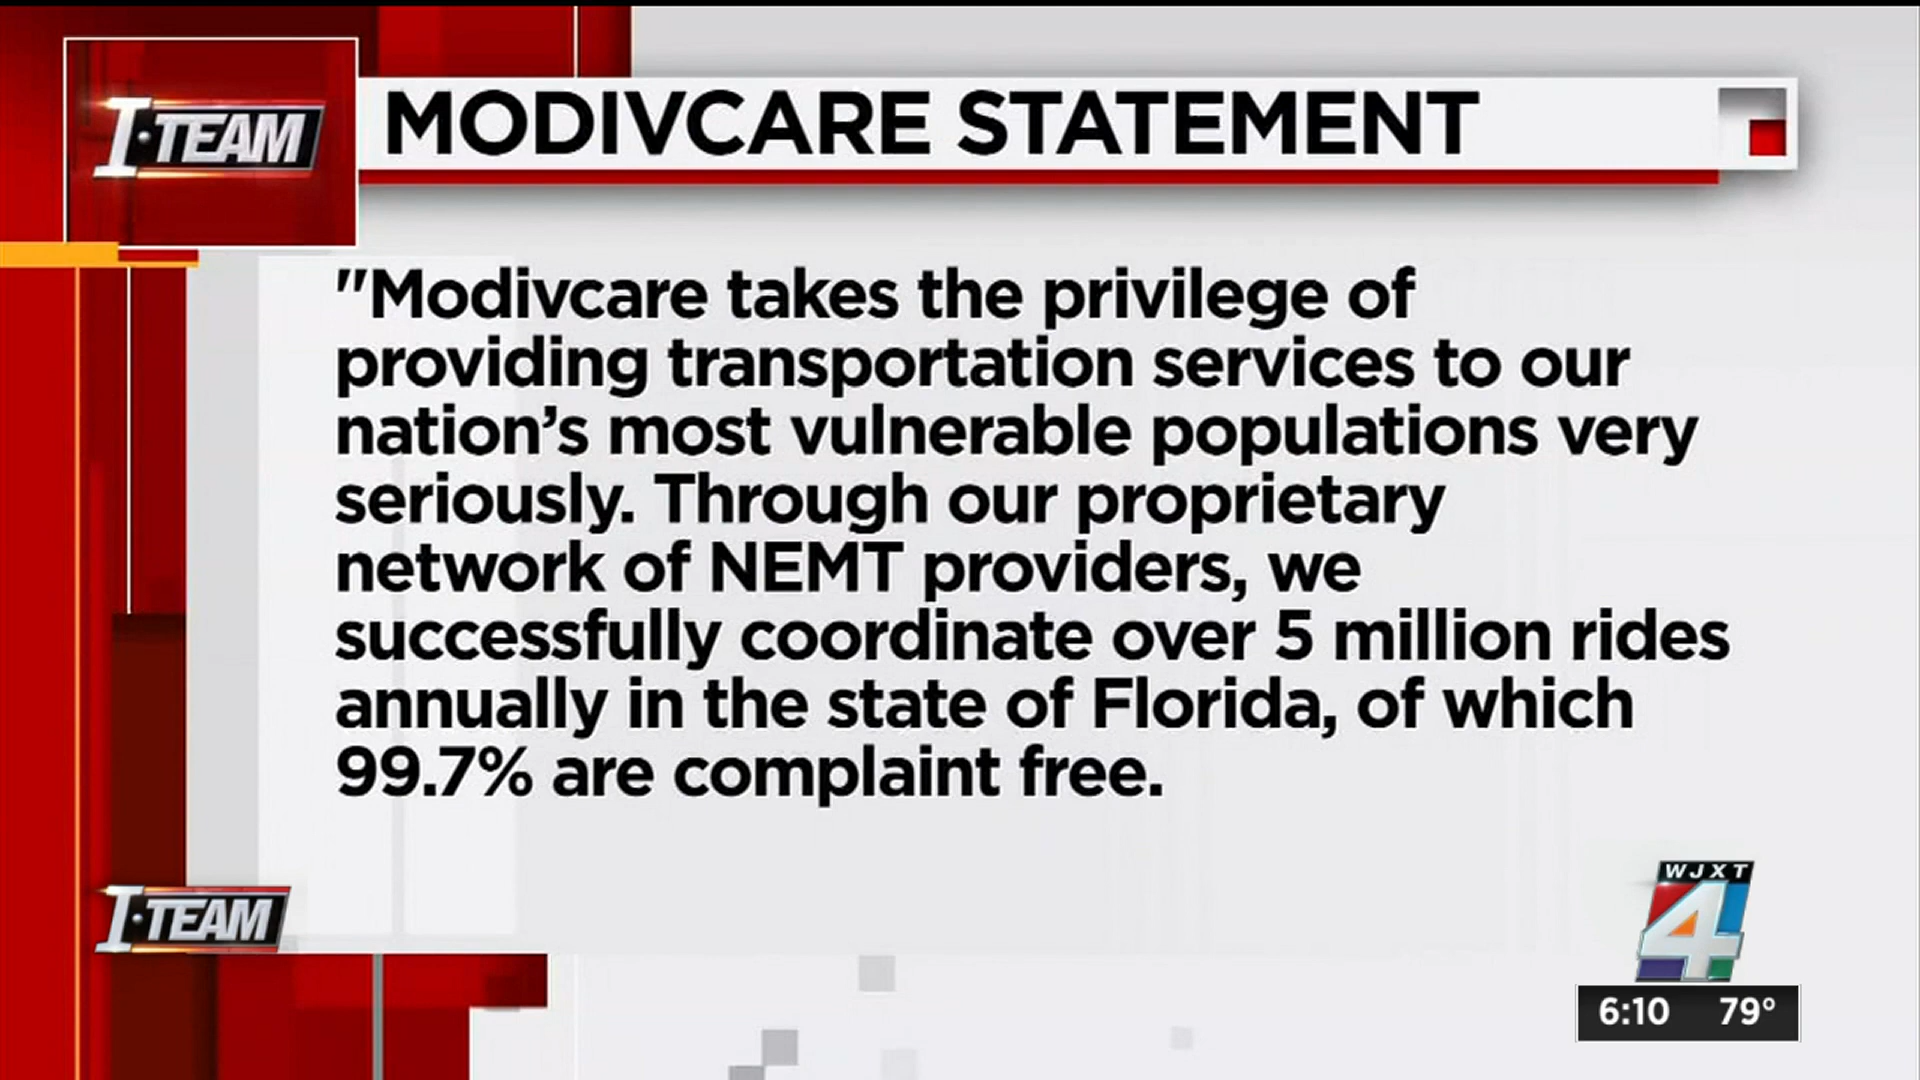 I·TEAM
MODIVCARE STATEMENT
"Modivcare takes the privilege of
providing transportation services to our
nation’s most vulnerable populations very
seriously. Through our proprietary
network of NEMT providers, we
successfully coordinate over 5 million rides
annually in the state of Florida, of which
99.7% are complaint free.
I·TEAM
WJXT
4
6:10 79°